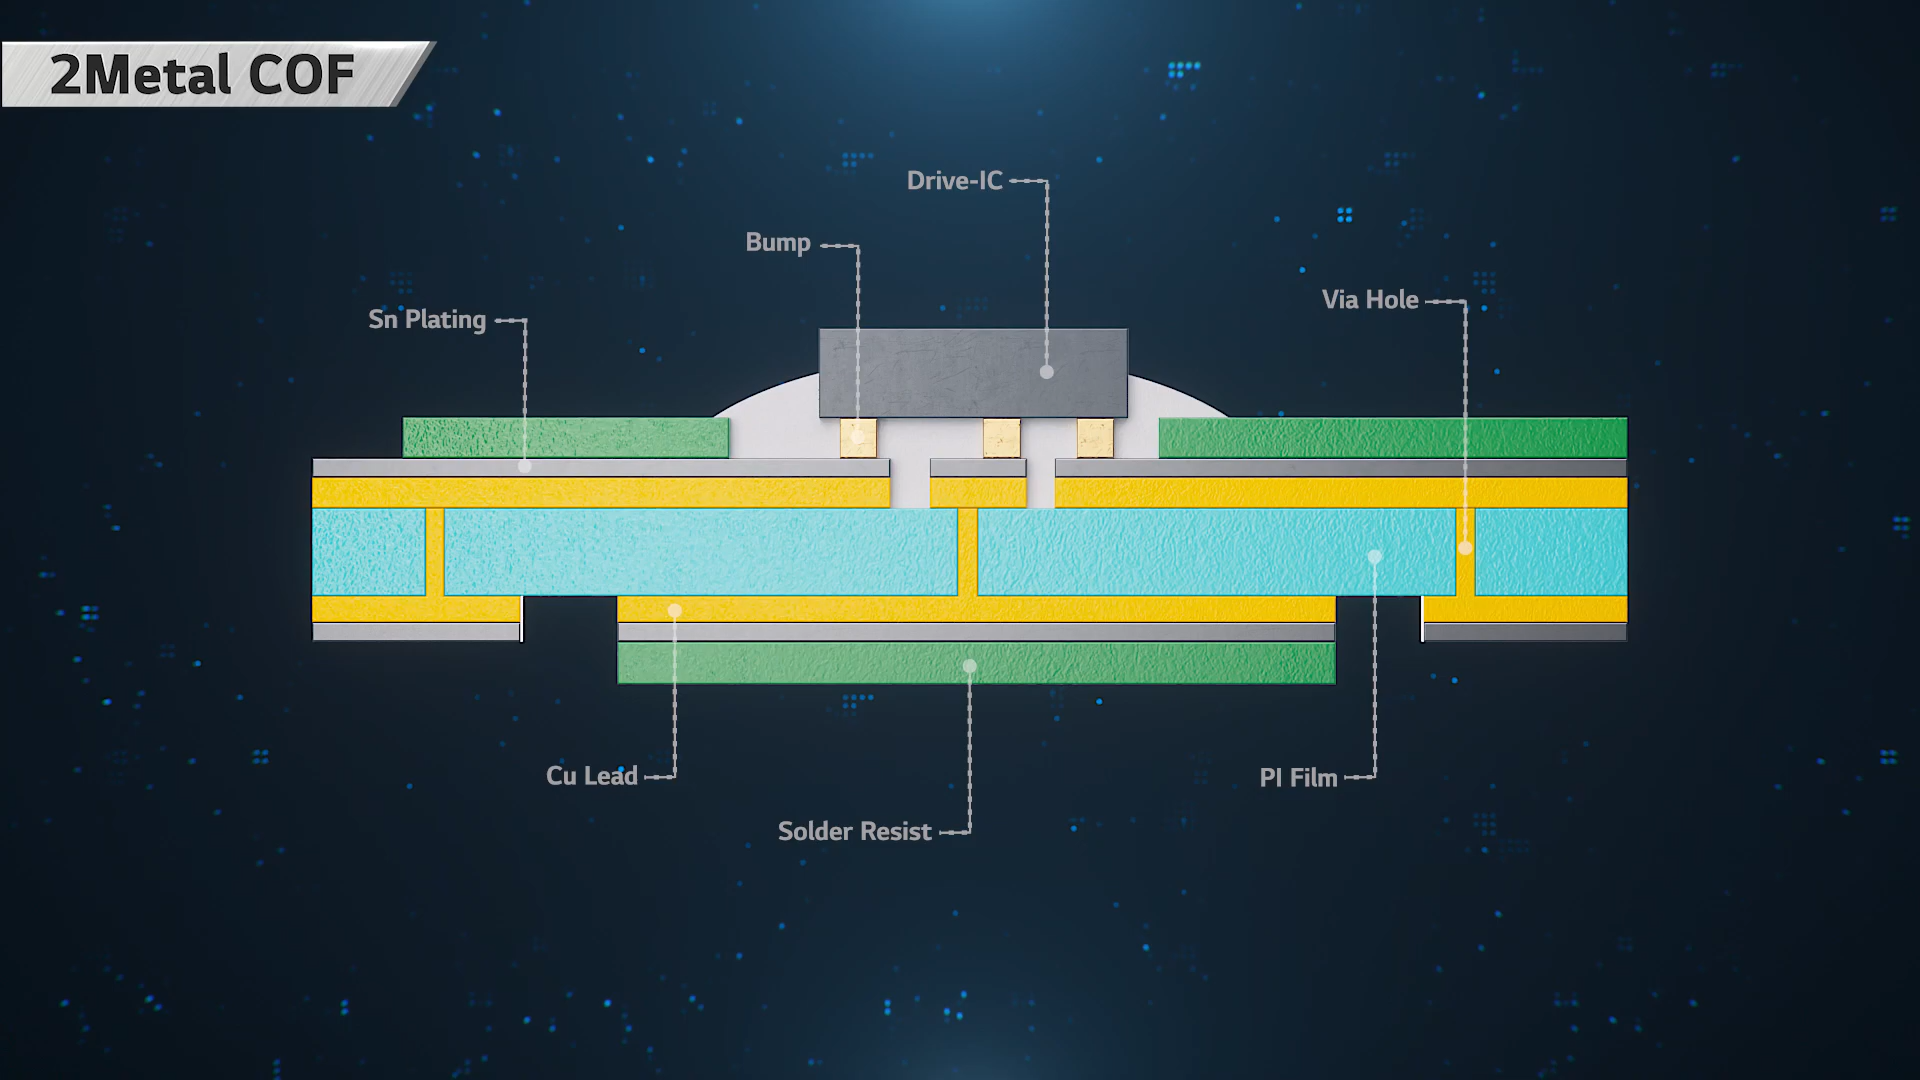 2Metal COF
Drive-IC
Bump
Via Hole
Sn Plating
Cu Lead
PI Film
Solder Resist